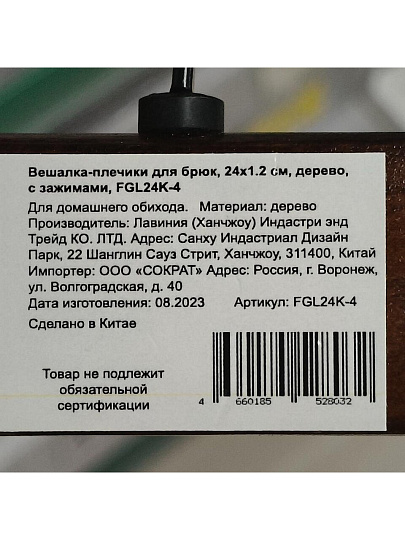 Вешалка-плечики для брюк, 24х1.2 см, дерево,
с зажимами, FGL24K-4
Для домашнего обихода. Материал: дерево
Производитель: Лавиния (Ханчжоу) Индастри энд
Трейд КО. ЛТД. Адрес: Санху Индастриал Дизайн
Парк, 22 Шанглин Сауз Стрит, Ханчжоу, 311400, Китай
Импортер: ООО «СОКРАТ» Адрес: Россия, г. Воронеж,
ул. Волгоградская, д. 40
Дата изготовления: 08.2023 Артикул: FGL24K-4
Сделано в Китае
Товар не подлежит
обязательной
сертификации
4 660185 528032